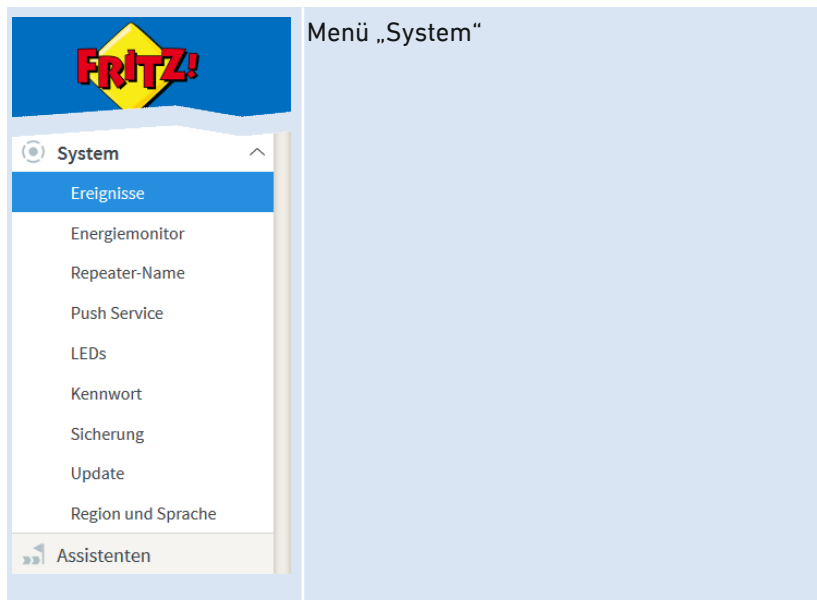 FRITZ!
Menü „System“
System
Ereignisse
Energiemonitor
Repeater-Name
Push Service
LEDs
Kennwort
Sicherung
Update
Region und Sprache
Assistenten